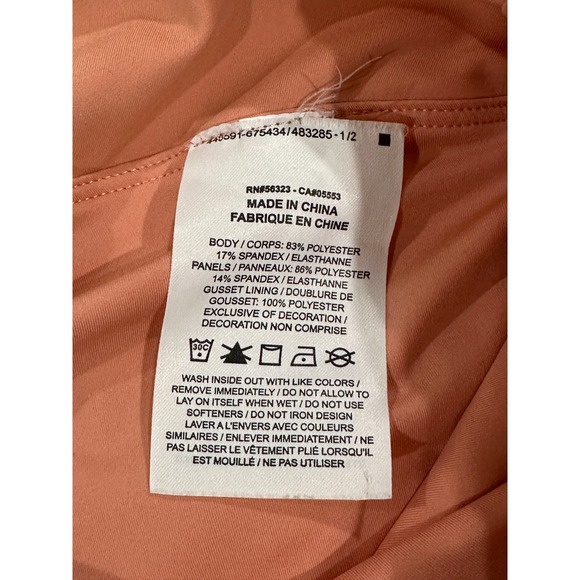 675434/483285-1/2
RN#56323 - CA#05553
MADE IN CHINA
FABRIQUE EN CHINE
BODY / CORPS: 83% POLYESTER
17% SPANDEX / ELASTHANNE
PANELS / PANNEAUX: 86% POLYESTER
14% SPANDEX / ELASTHANNE
GUSSET LINING / DOUBLURE DE
GOUSSET: 100% POLYESTER
EXCLUSIVE OF DECORATION /
DECORATION NON COMPRISE
30C
WASH INSIDE OUT WITH LIKE COLORS /
REMOVE IMMEDIATELY / DO NOT ALLOW TO
LAY ON ITSELF WHEN WET / DO NOT USE
SOFTENERS / DO NOT IRON DESIGN
LAVER A L'ENVERS AVEC COULEURS
SIMILAIRES / ENLEVER IMMEDIATEMENT / NE
PAS LAISSER LE VÊTEMENT PLIÉ LORSQU'IL
EST MOUILLÉ / NE PAS UTILISER